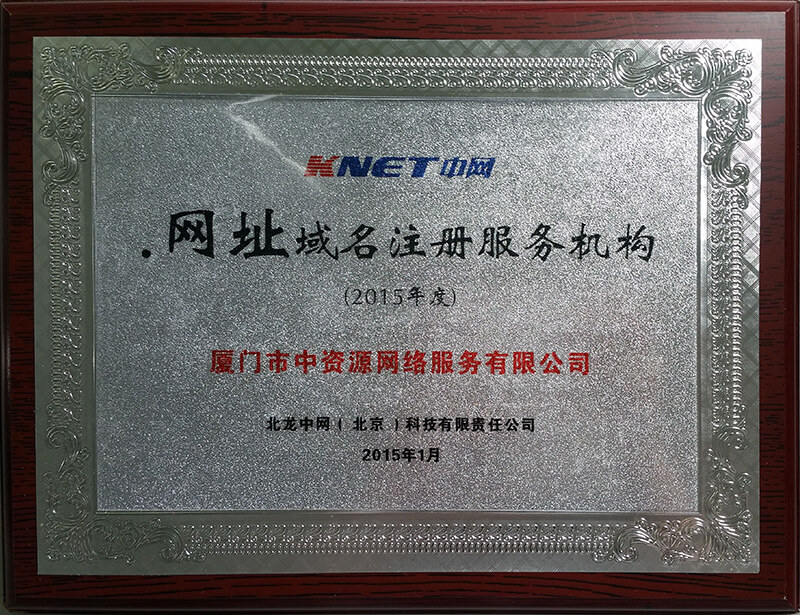 KNET中网
.网址域名注册服务机构
(2015年度)
厦门市中资源网络服务有限公司
北龙中网(北京)科技有限责任公司
2015年1月